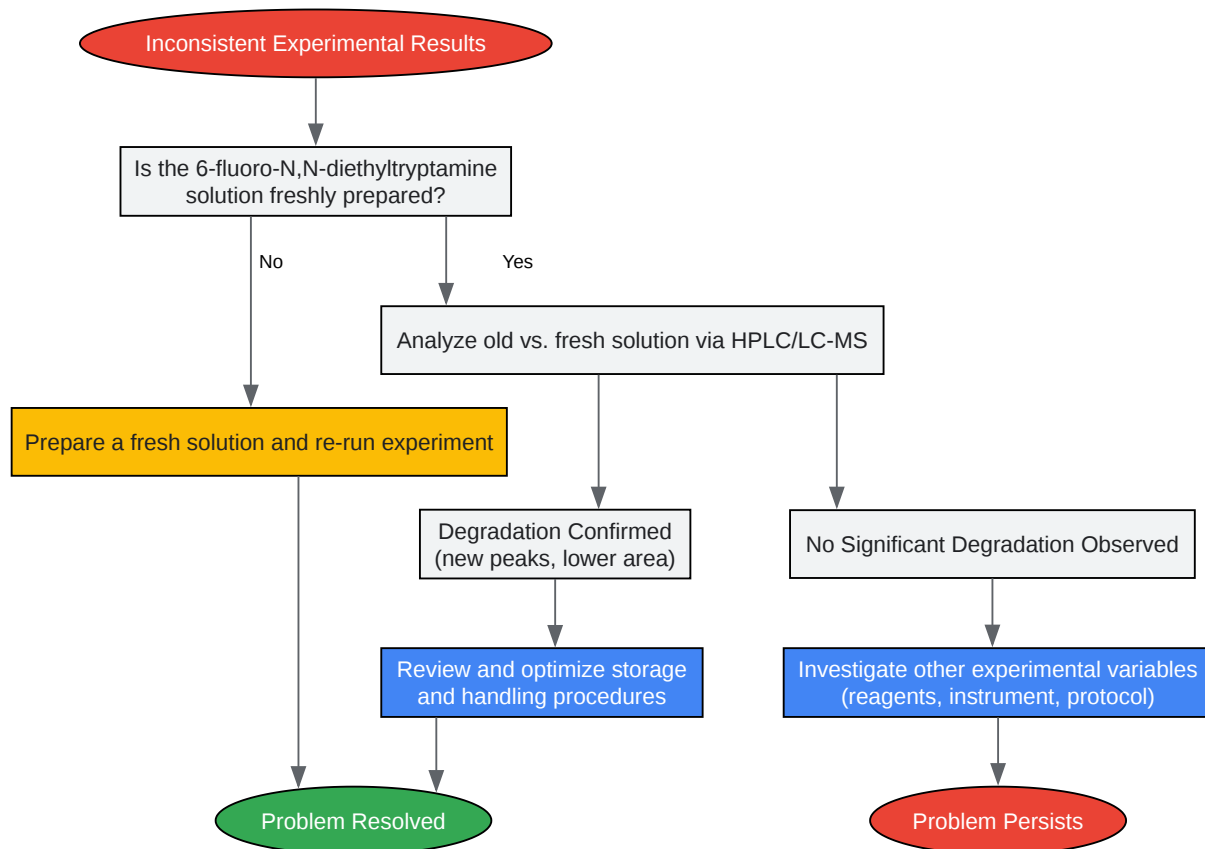 Inconsistent Experimental Results
Is the 6-fluoro-N,N-diethyltryptamine
solution freshly prepared?
No
Yes
Analyze old vs. fresh solution via HPLC/LC-MS
Prepare a fresh solution and re-run experiment
Degradation Confirmed
(new peaks, lower area)
No Significant Degradation Observed
Review and optimize storage
and handling procedures
Investigate other experimental variables
(reagents, instrument, protocol)
Problem Resolved
Problem Persists